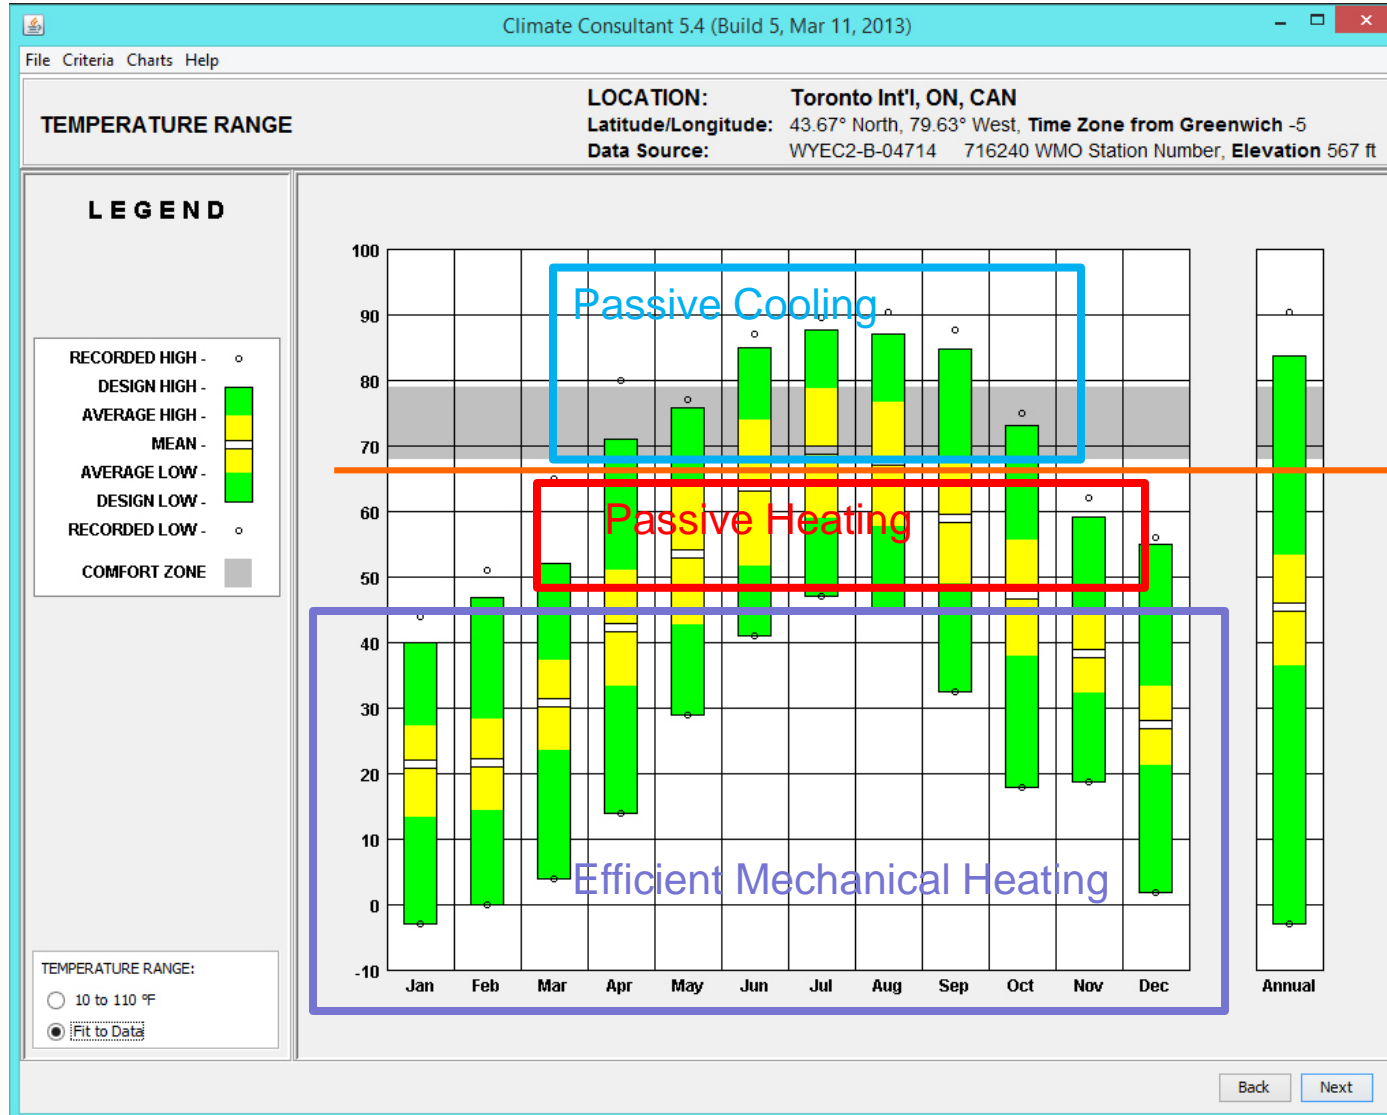 Climate Consultant 5.4 (Build 5, Mar 11, 2013)
File Criteria Charts Help
TEMPERATURE RANGE
LOCATION: Toronto Int'l, ON, CAN
Latitude/Longitude: 43.67° North, 79.63° West, Time Zone from Greenwich -5
Data Source: WYEC2-B-04714 716240 WMO Station Number, Elevation 567 ft
LEGEND
RECORDED HIGH -
DESIGN HIGH -
AVERAGE HIGH -
MEAN -
AVERAGE LOW -
DESIGN LOW -
RECORDED LOW -
COMFORT ZONE
TEMPERATURE RANGE:
10 to 110 °F
Fit to Data
100
90
80
70
60
50
40
30
20
10
0
-10
Passive Cooling
Passive Heating
Efficient Mechanical Heating
Jan Feb Mar Apr May Jun Jul Aug Sep Oct Nov Dec Annual
Back Next